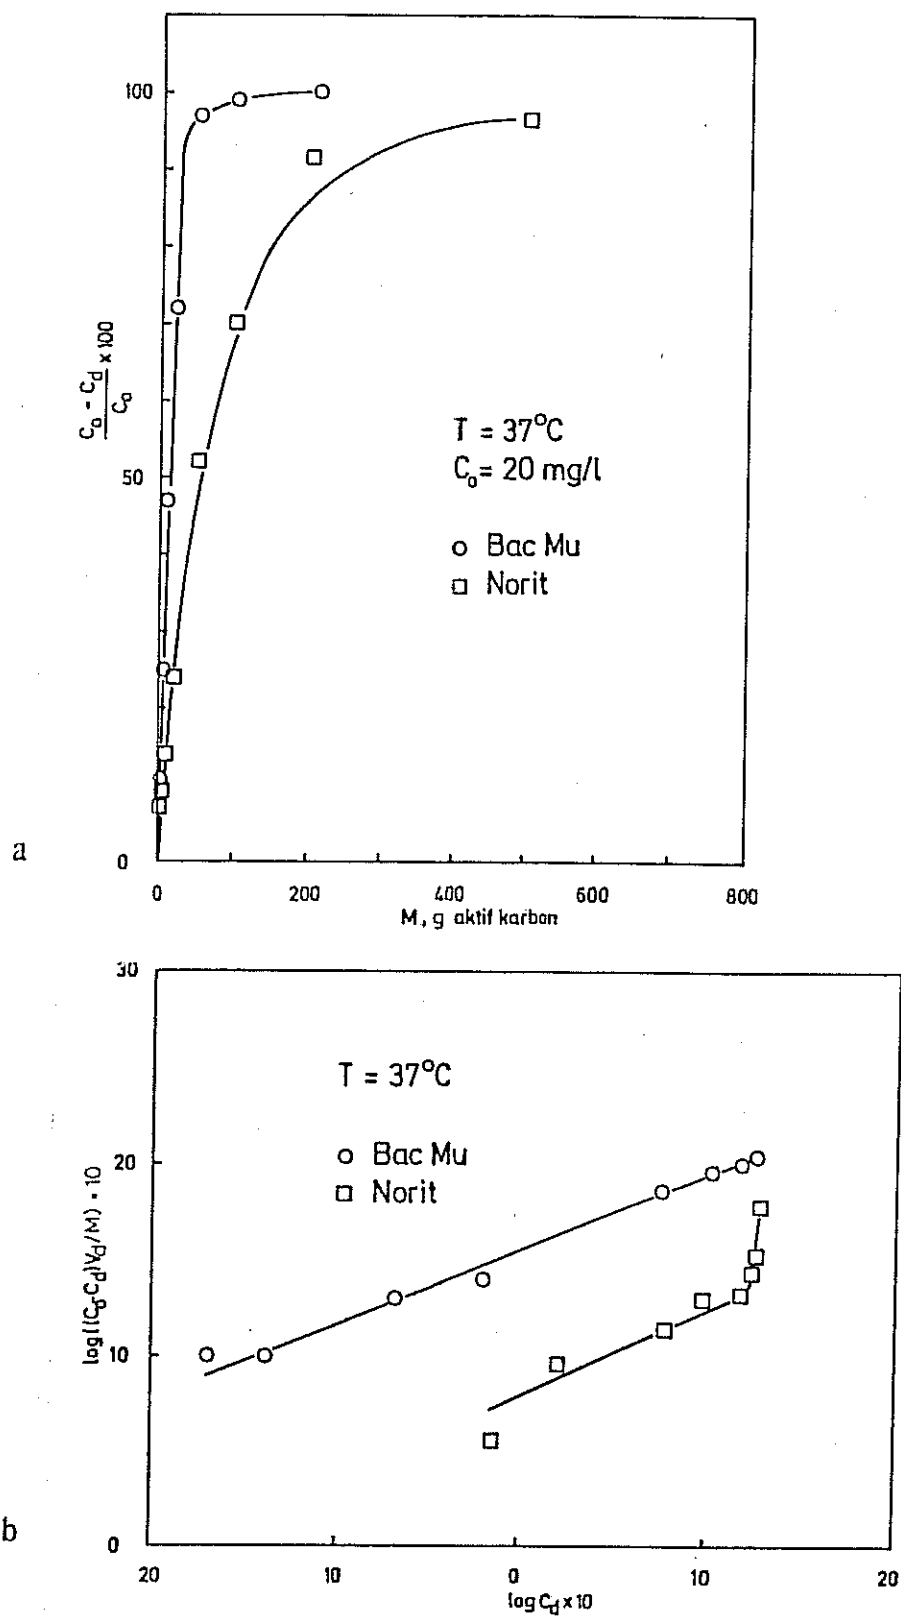 100
50
0
C₀ - C_d / C₀ x 100
T = 37°C
C₀ = 20 mg/l
○ Bac Mu
□ Norit
a
0 200 400 600 800
M, g aktif karbon
30
20
10
0
log((C₀-C_d)V_d/M) · 10
T = 37°C
○ Bac Mu
□ Norit
b
20 10 0 10 20
log C_d x 10